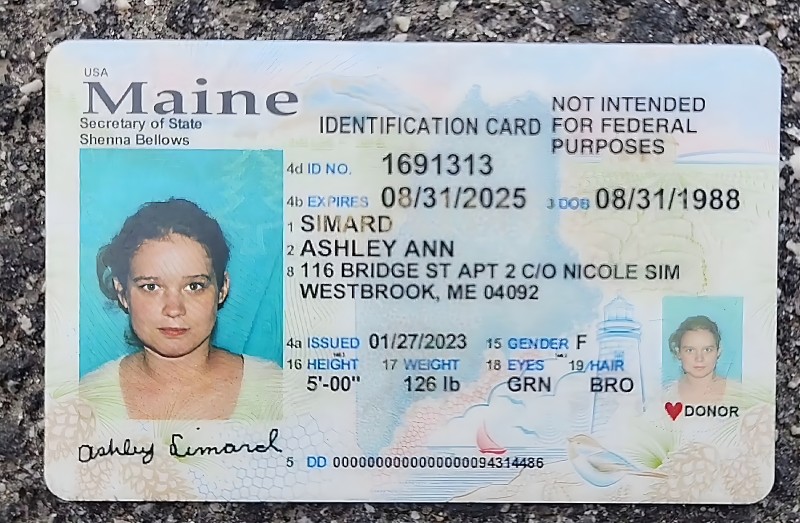 USA
Maine
Secretary of State
Shenna Bellows
IDENTIFICATION CARD
NOT INTENDED
FOR FEDERAL
PURPOSES
4d ID NO. 1691313
4b EXPIRES 08/31/2025 3 DOB 08/31/1988
1 SIMARD
2 ASHLEY ANN
8 116 BRIDGE ST APT 2 C/O NICOLE SIM
WESTBROOK, ME 04092
4a ISSUED 01/27/2023 15 GENDER F
16 HEIGHT 17 WEIGHT 18 EYES 19 HAIR
5'-00" 126 lb GRN BRO
DONOR
Ashley Simard
5 DD 0000000000000000094314486